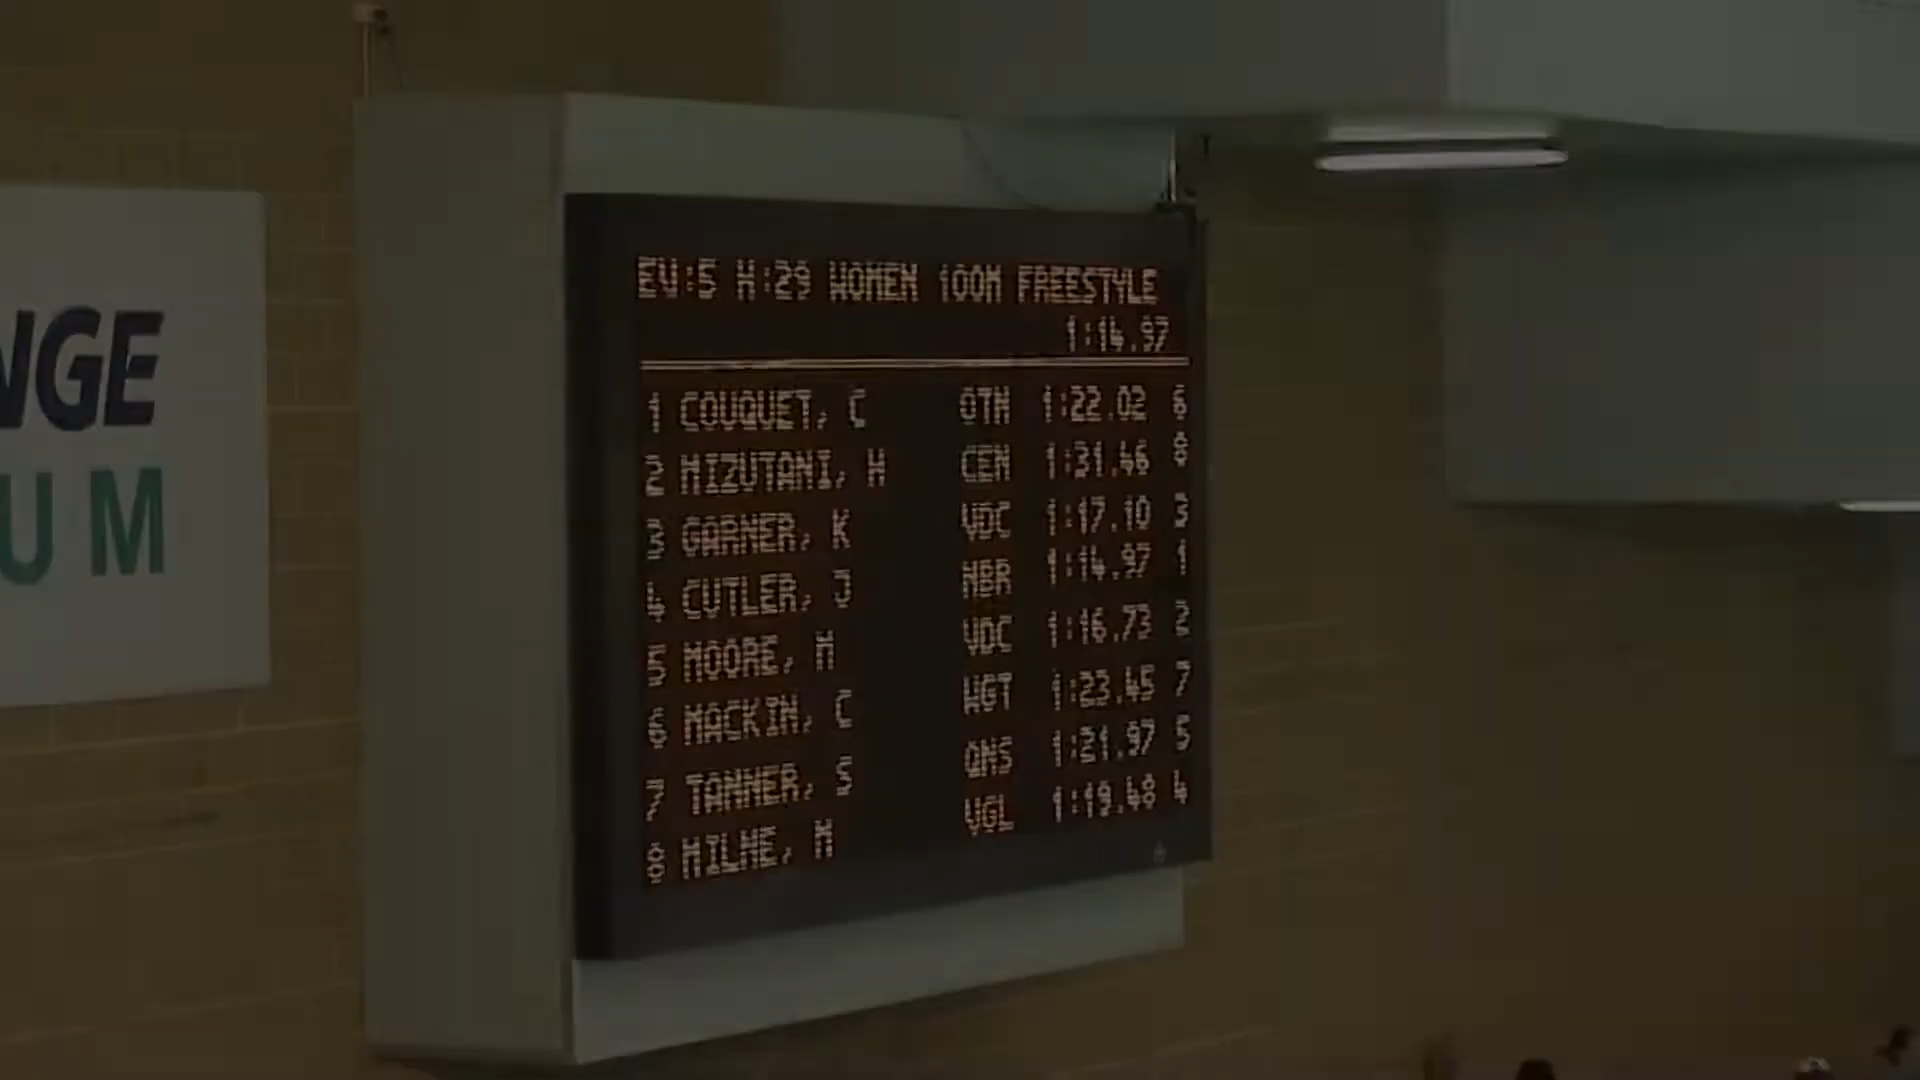 NGE
UM
EV:5 H:29 WOMEN 100M FREESTYLE
1:14.97
1 COUQUET, C OTN 1:22.02 6
2 MIZUTANI, H CEN 1:31.46 8
3 GARNER, K VDC 1:17.10 3
4 CUTLER, J NBR 1:14.97 1
5 MOORE, M VDC 1:16.73 2
6 MACKIN, C WGT 1:23.45 7
7 TANNER, S QNS 1:21.97 5
8 MILNE, M VGL 1:19.48 4